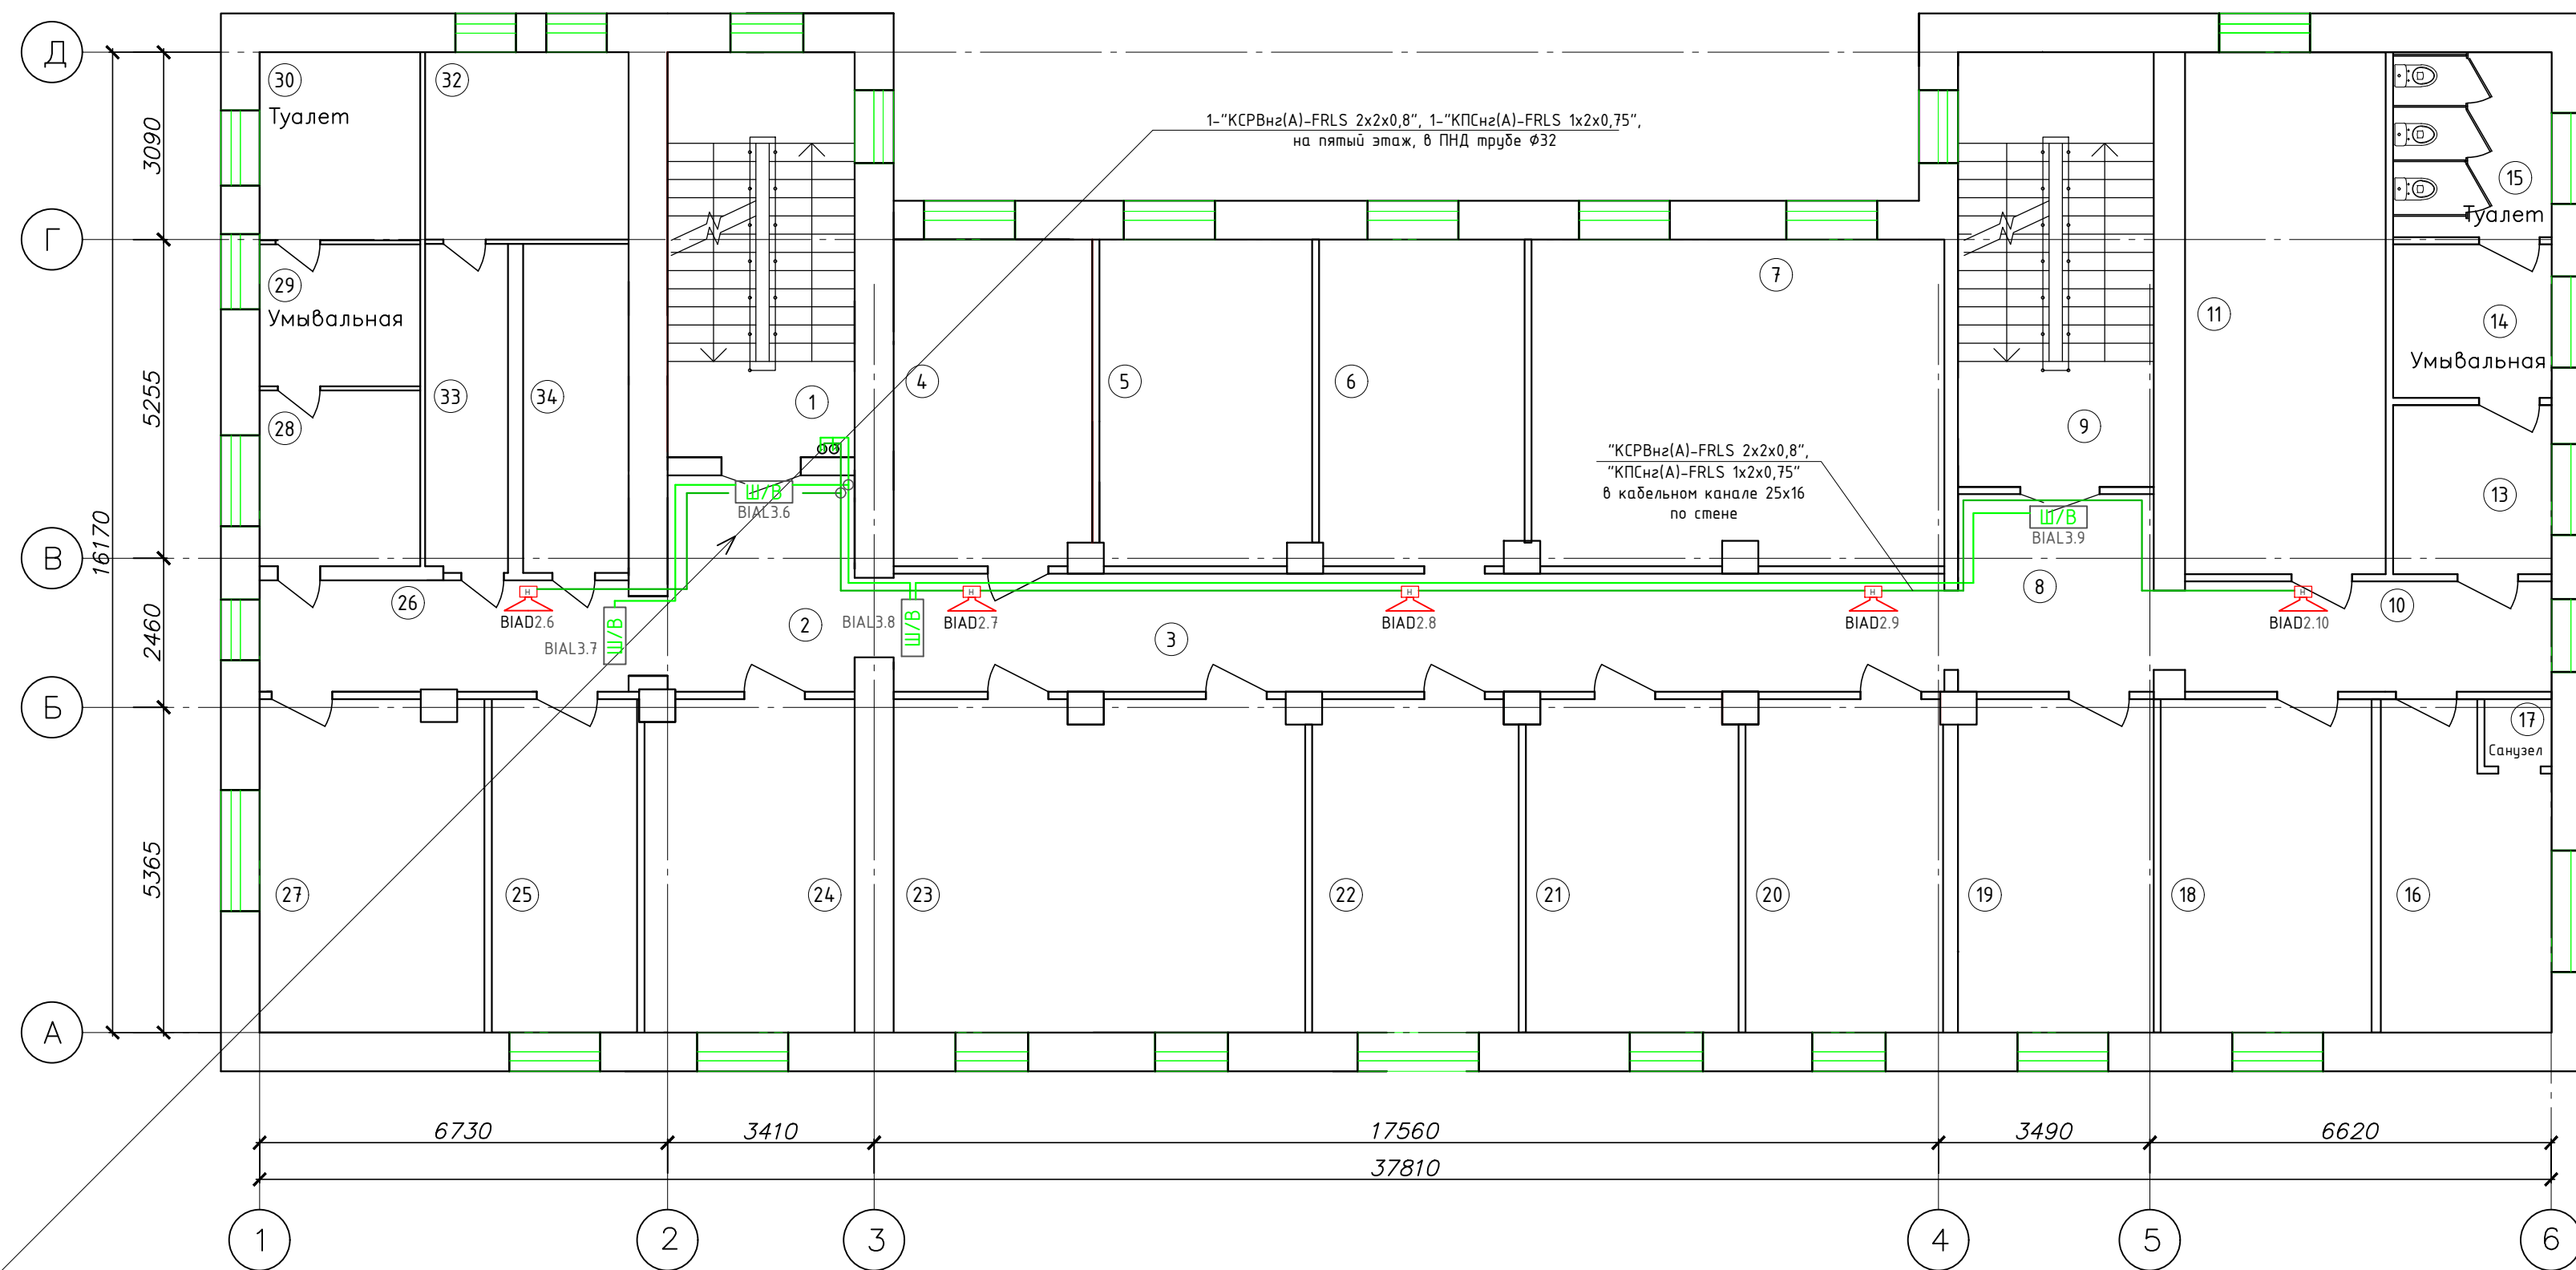 Д
30
32
Туалет
3090
1-"КСРВнг(А)-FRLS 2х2х0,8", 1-"КПСнг(А)-FRLS 1х2х0,75",
на пятый этаж, в ПНД трубе Ф32
15
Туалет
Г
29
Умывальная
7
11
14
Умывальная
5255
33
34
1
4
5
6
28
9
"КСРВнг(А)-FRLS 2х2х0,8",
"КПСнг(А)-FRLS 1х2х0,75"
в кабельном канале 25х16
по стене
13
Ш/В
BIAL3.6
Ш/В
BIAL3.9
В
16170
8
26
Н
BIAD2.6
Ш/В
BIAL3.7
2
BIAL3.8
Ш/В
Н
BIAD2.7
3
Н
BIAD2.8
Н
BIAD2.9
Н
BIAD2.10
10
2460
Б
17
Санузел
5365
27
25
24
23
22
21
20
19
18
16
А
6730
3410
17560
3490
6620
37810
1
2
3
4
5
6